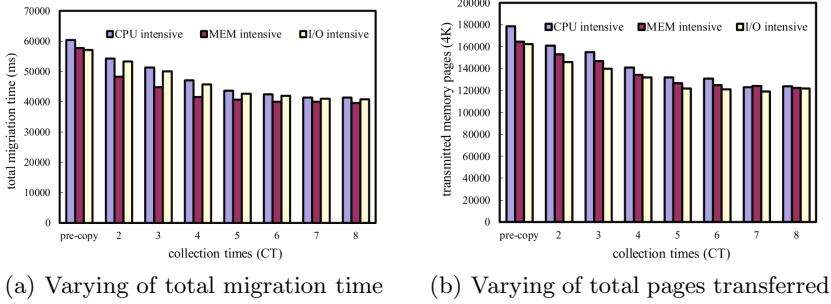 70000
60000
50000
40000
30000
20000
10000
0
total migration time (ms)
CPU intensive MEM intensive I/O intensive
pre-copy 2 3 4 5 6 7 8
collection times (CT)
(a) Varying of total migration time
200000
180000
160000
140000
120000
100000
80000
60000
40000
20000
0
transmitted memory pages (4K)
CPU intensive MEM intensive I/O intensive
pre-copy 2 3 4 5 6 7 8
collection times (CT)
(b) Varying of total pages transferred